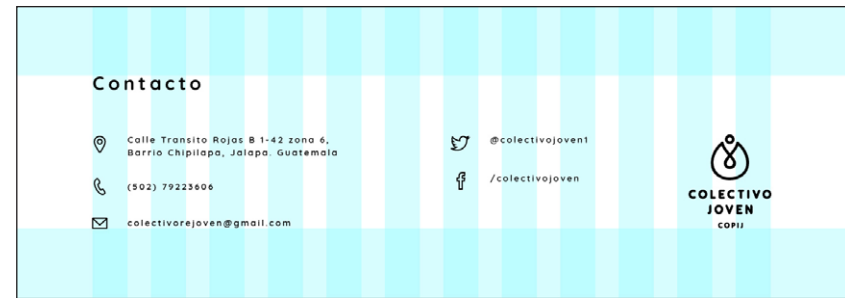 Contacto
Calle Transito Rojas B 1-42 zona 6,
Barrio Chipilapa, Jalapa. Guatemala
(502) 79223606
colectivorejoven@gmail.com
@colectivojoven1
/colectivojoven
COLECTIVO
JOVEN
COPIJ